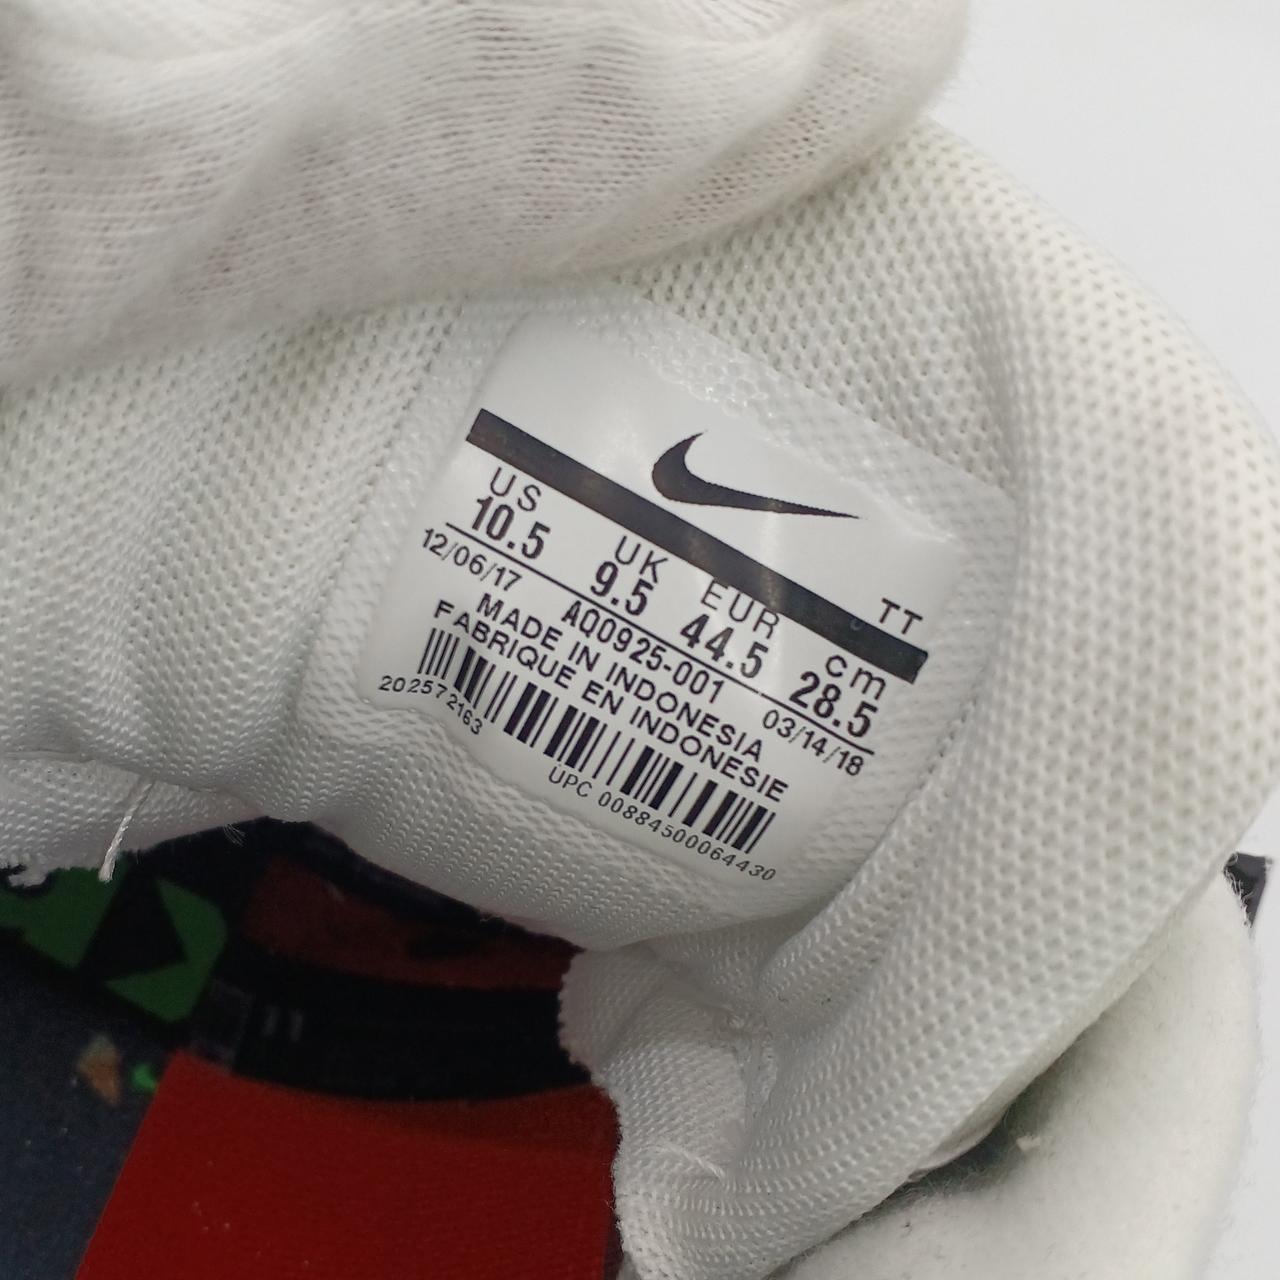 TT
US UK EUR cm
10.5 9.5 44.5 28.5
12/06/17 AQ0925-001 03/14/18
MADE IN INDONESIA
FABRIQUE EN INDONESIE
202572163
UPC 00884500064430